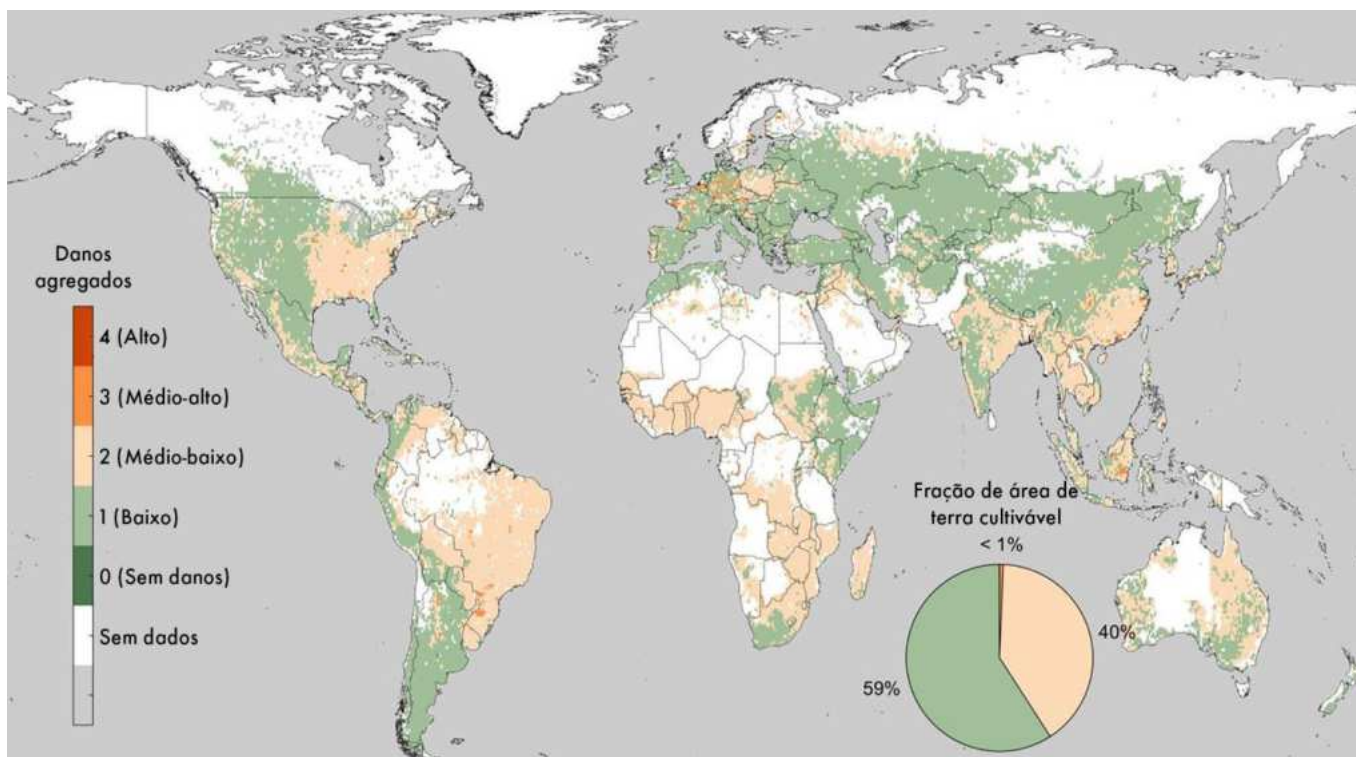 Danos
agregados
4 (Alto)
3 (Médio-alto)
2 (Médio-baixo)
1 (Baixo)
0 (Sem danos)
Sem dados
Fração de área de
terra cultivável
< 1%
40%
59%